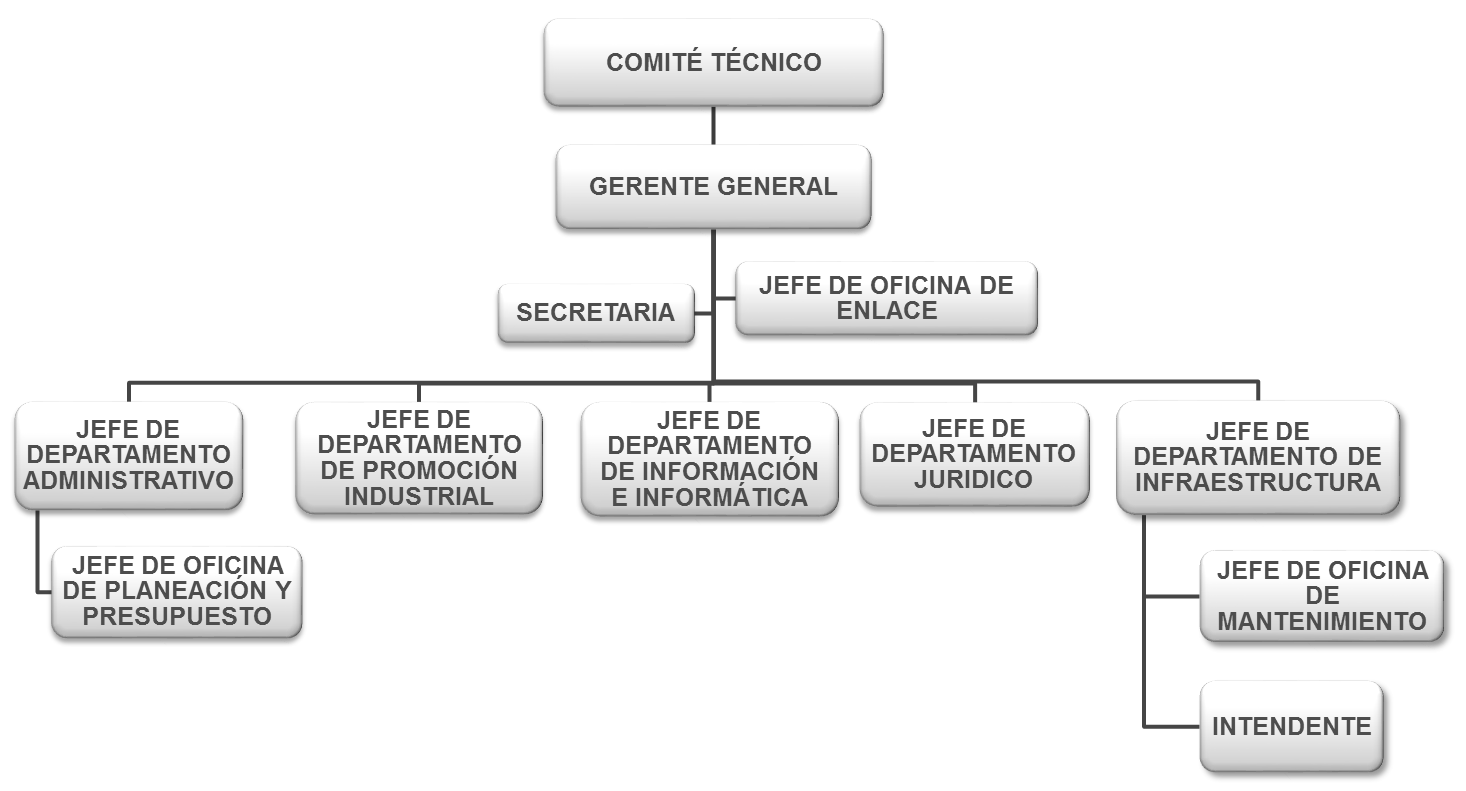 COMITÉ TÉCNICO
GERENTE GENERAL
JEFE DE OFICINA DE
ENLACE
SECRETARIA
JEFE DE
DEPARTAMENTO
ADMINISTRATIVO
JEFE DE
DEPARTAMENTO
DE PROMOCIÓN
INDUSTRIAL
JEFE DE
DEPARTAMENTO
DE INFORMACIÓN
E INFORMÁTICA
JEFE DE
DEPARTAMENTO
JURIDICO
JEFE DE
DEPARTAMENTO DE
INFRAESTRUCTURA
JEFE DE OFICINA
DE PLANEACIÓN Y
PRESUPUESTO
JEFE DE OFICINA
DE
MANTENIMIENTO
INTENDENTE